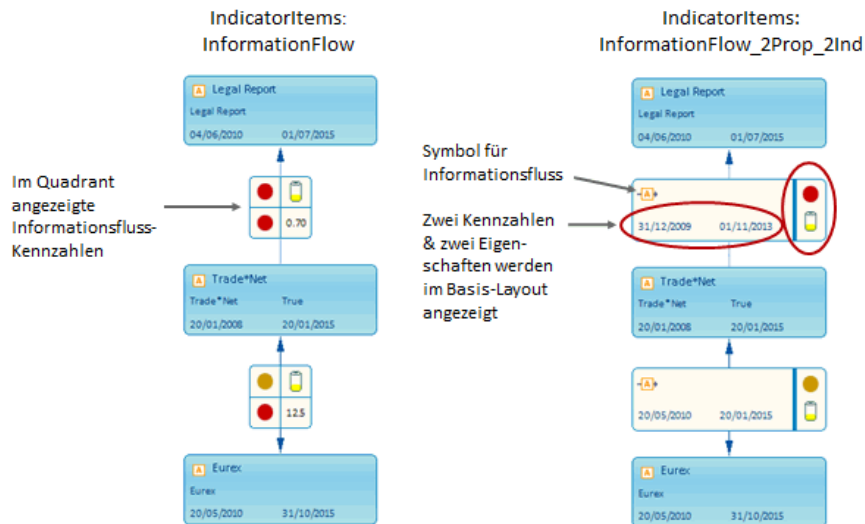 IndicatorItems:
InformationFlow
A Legal Report
Legal Report
04/06/2010 01/07/2015
Im Quadrant
angezeigte
Informationsfluss-
Kennzahlen
0.70
A Trade*Net
Trade*Net True
20/01/2008 20/01/2015
12.5
A Eurex
Eurex
20/05/2010 31/10/2015
IndicatorItems:
InformationFlow_2Prop_2Ind
A Legal Report
Legal Report
04/06/2010 01/07/2015
Symbol für
Informationsfluss
A
31/12/2009 01/11/2013
Zwei Kennzahlen
& zwei Eigen-
schaften werden
im Basis-Layout
angezeigt
A Trade*Net
Trade*Net True
20/01/2008 20/01/2015
A
20/05/2010 20/01/2015
A Eurex
Eurex
20/05/2010 31/10/2015